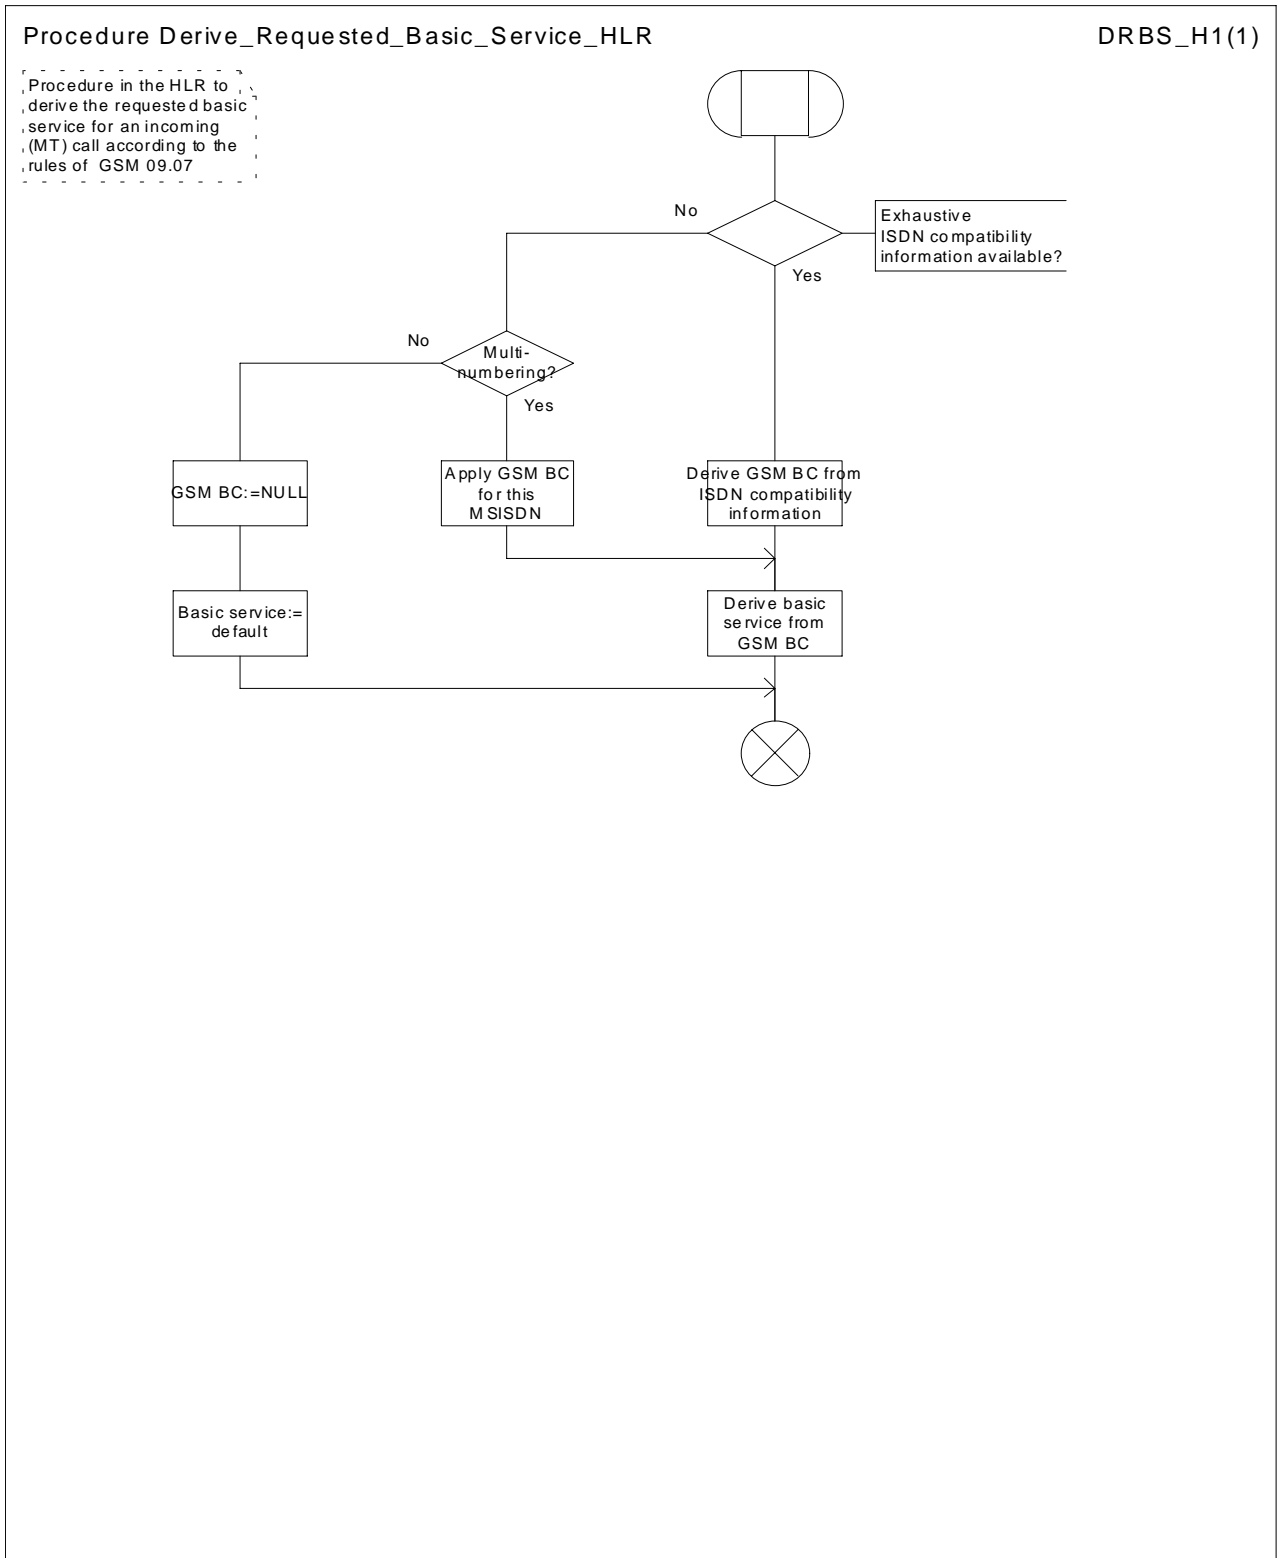 Procedure Derive_Requested_Basic_Service_HLR
DRBS_H1(1)
Procedure in the HLR to
derive the requested basic
service for an incoming
(MT) call according to the
rules of GSM 09.07
No
Exhaustive
ISDN compatibility
information available?
Yes
No
Multi-
numbering?
Yes
GSM BC:=NULL
Apply GSM BC
for this
MSISDN
Derive GSM BC from
ISDN compatibility
information
Basic service:=
default
Derive basic
service from
GSM BC